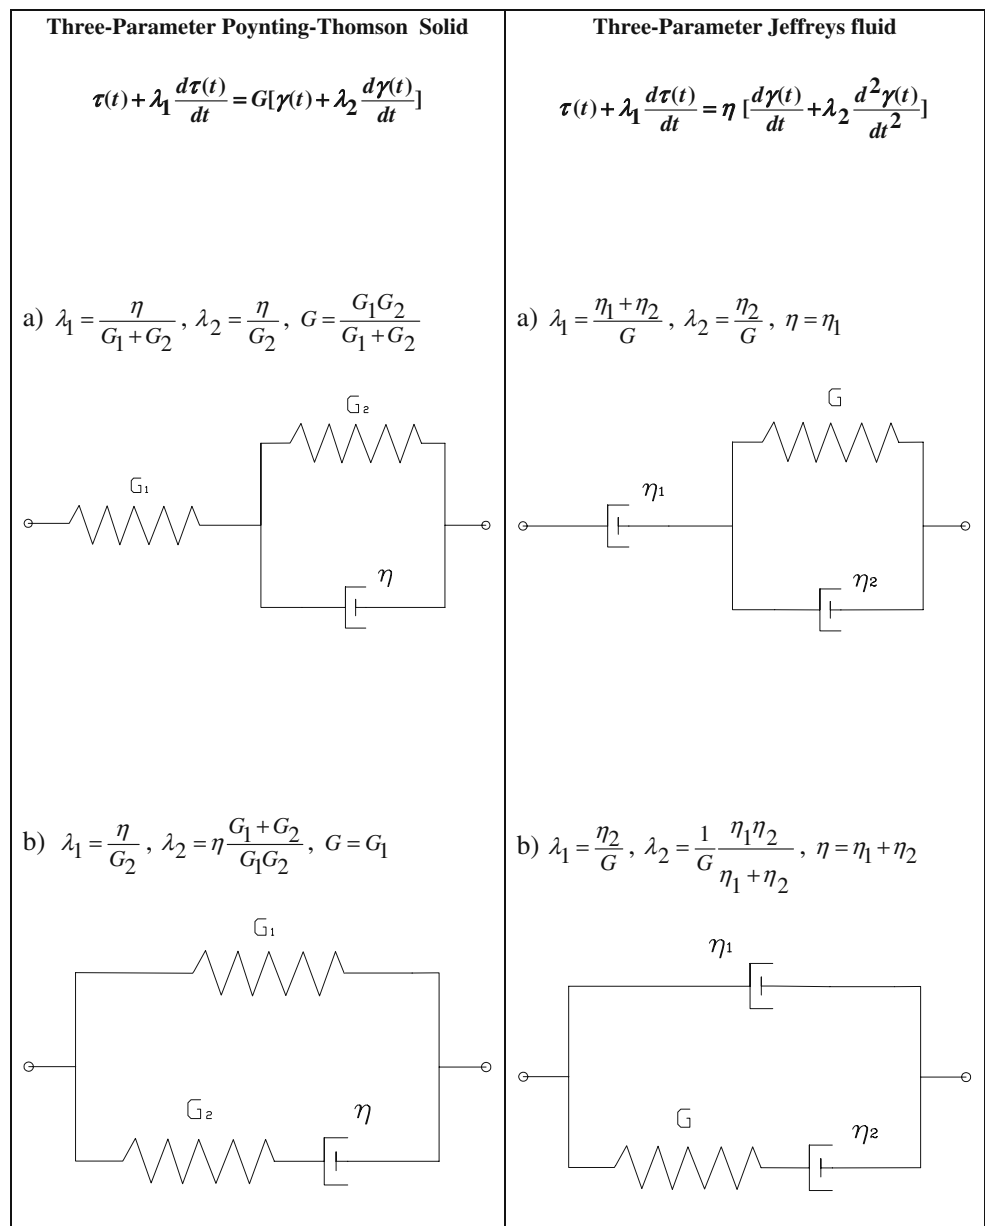 Three-Parameter Poynting-Thomson Solid
τ(t) + λ₁ dτ(t)/dt = G[γ(t) + λ₂ dγ(t)/dt]
a) λ₁ = η/(G₁+G₂) , λ₂ = η/G₂ , G = G₁G₂/(G₁+G₂)
G₂
G₁
η
b) λ₁ = η/G₂ , λ₂ = η (G₁+G₂)/(G₁G₂) , G = G₁
G₁
G₂
η
Three-Parameter Jeffreys fluid
τ(t) + λ₁ dτ(t)/dt = η [dγ(t)/dt + λ₂ d²γ(t)/dt²]
a) λ₁ = (η₁+η₂)/G , λ₂ = η₂/G , η = η₁
G
η₁
η₂
b) λ₁ = η₂/G , λ₂ = 1/G η₁η₂/(η₁+η₂) , η = η₁+η₂
η₁
G
η₂